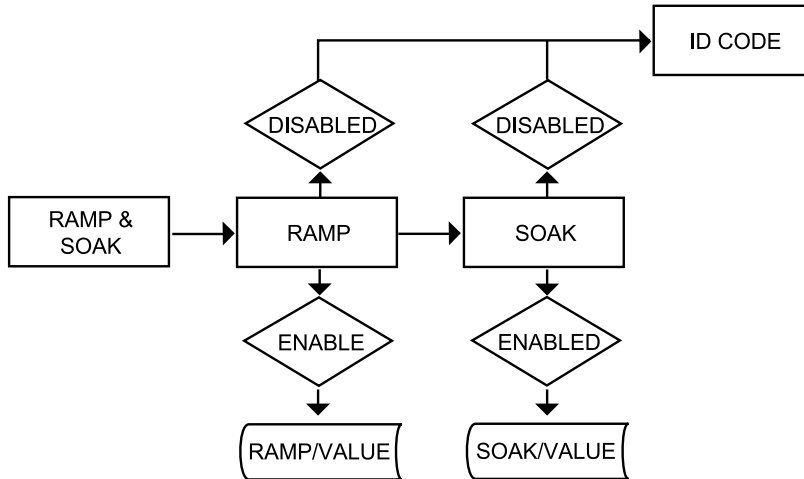 ID CODE
DISABLED
DISABLED
RAMP &
SOAK
RAMP
SOAK
ENABLE
ENABLED
RAMP/VALUE
SOAK/VALUE